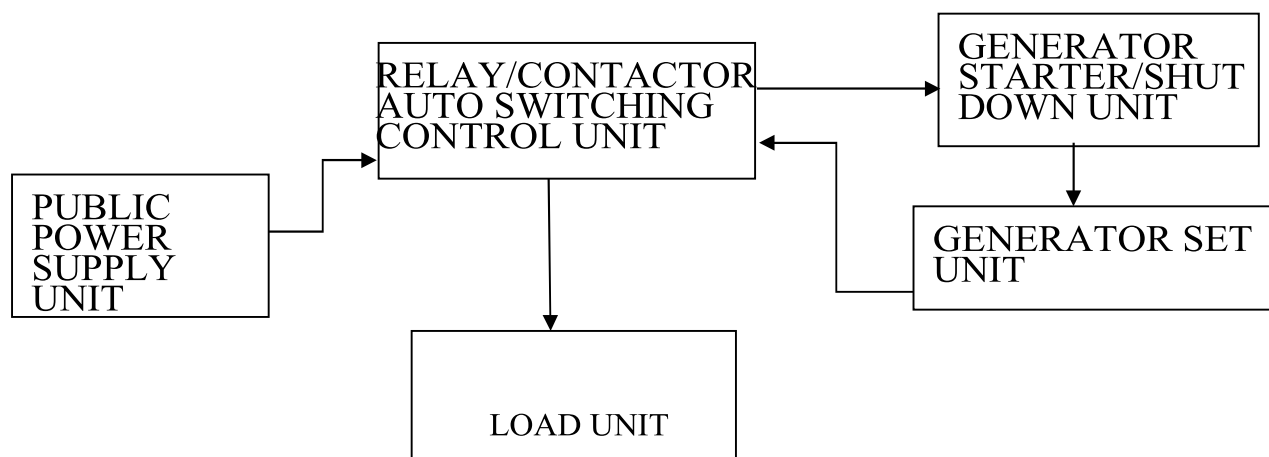 RELAY/CONTACTOR
AUTO SWITCHING
CONTROL UNIT
GENERATOR
STARTER/SHUT
DOWN UNIT
PUBLIC
POWER
SUPPLY
UNIT
GENERATOR SET
UNIT
LOAD UNIT